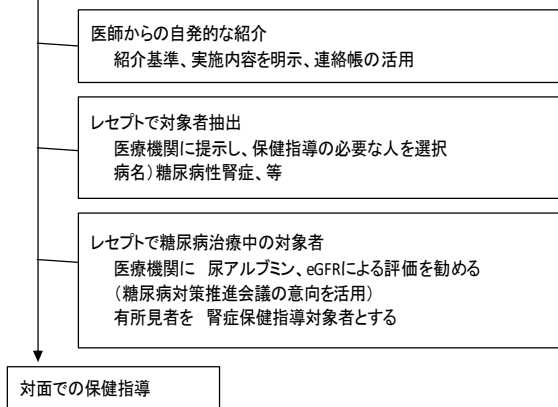 医師からの自発的な紹介
紹介基準、実施内容を明示、連絡帳の活用
レセプトで対象者抽出
医療機関に提示し、保健指導の必要な人を選択
病名）糖尿病性腎症、等
レセプトで糖尿病治療中の対象者
医療機関に 尿アルブミン、eGFRによる評価を勧める
（糖尿病対策推進会議の意向を活用）
有所見者を 腎症保健指導対象者とする
対面での保健指導